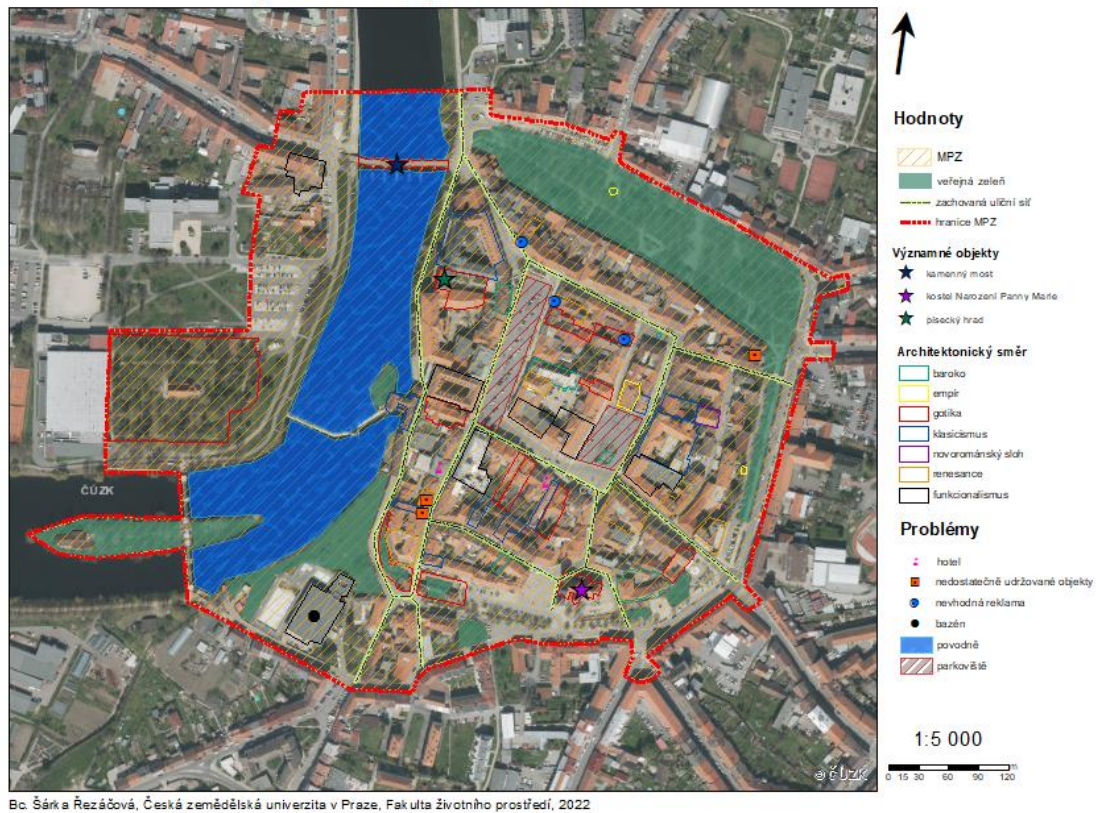 Hodnoty
MPZ
veřejná zeleň
zachovaná uliční síť
hranice MPZ
Významné objekty
kamenný most
kostel Narození Panny Marie
písecký hrad
Architektonický směr
baroko
empír
gotika
klasicismus
novorománský sloh
renesance
funkcionalismus
Problémy
hotel
nedostatečně udržované objekty
nevhodná reklama
bazén
povodně
parkoviště
1:5 000
m
0 15 30 60 90 120
ČÚZK
© ČÚZK
Bc. Šárka Řezáčová, Česká zemědělská univerzita v Praze, Fakulta životního prostředí, 2022